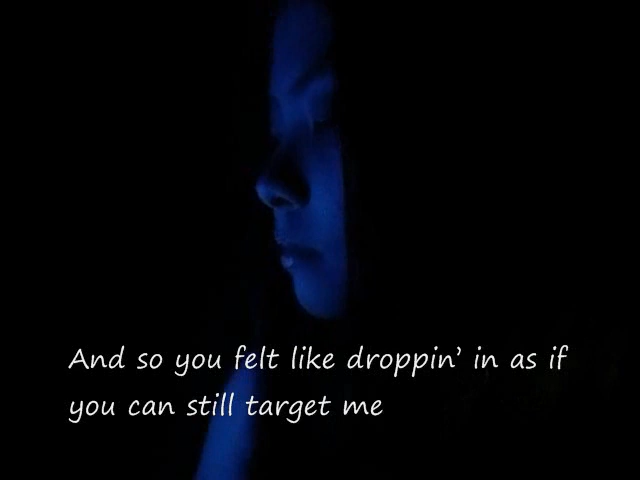 And so you felt like droppin’ in as if
you can still target me